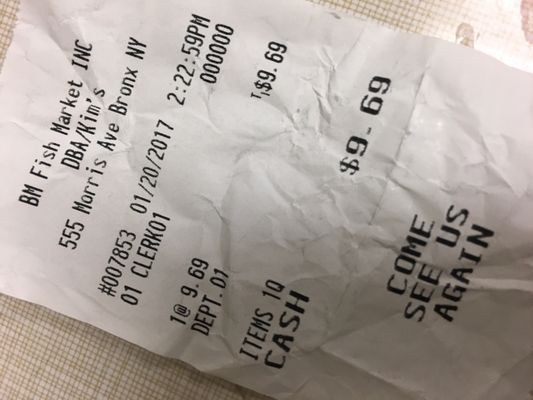 BM Fish Market INC
DBA/Kim's
555 Morris Ave Bronx NY
#007853 01/20/2017 2:22:59PM
01 CLERK01 000000
1@ 9.69
DEPT.01 T,$9.69
ITEMS 1Q
CASH $9.69
COME
SEE US
AGAIN